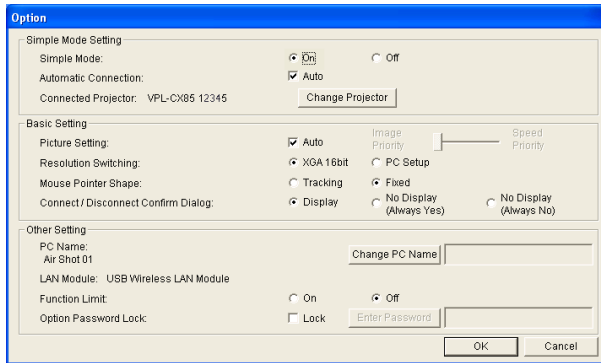 Option
Simple Mode Setting
Simple Mode: On Off
Automatic Connection: Auto
Connected Projector: VPL-CX85 12345 Change Projector
Basic Setting
Picture Setting: Auto Image Priority Speed Priority
Resolution Switching: XGA 16bit PC Setup
Mouse Pointer Shape: Tracking Fixed
Connect / Disconnect Confirm Dialog: Display No Display (Always Yes) No Display (Always No)
Other Setting
PC Name:
Air Shot 01 Change PC Name
LAN Module: USB Wireless LAN Module
Function Limit: On Off
Option Password Lock: Lock Enter Password
OK Cancel